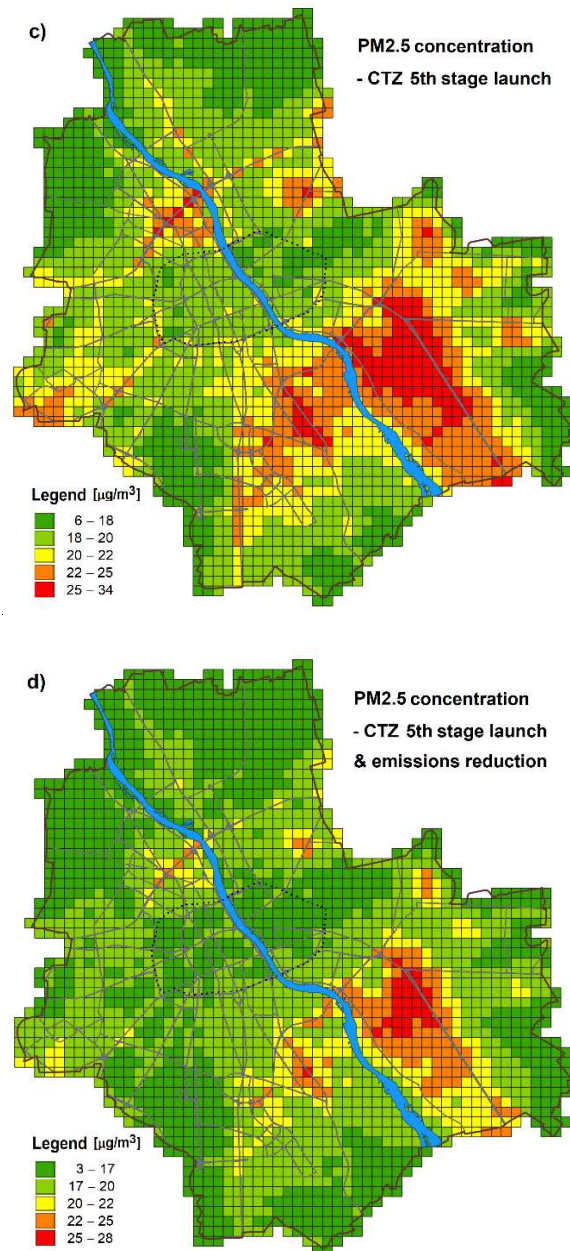 c)
PM2.5 concentration
- CTZ 5th stage launch
Legend [µg/m³]
6 – 18
18 – 20
20 – 22
22 – 25
25 – 34
d)
PM2.5 concentration
- CTZ 5th stage launch
& emissions reduction
Legend [µg/m³]
3 – 17
17 – 20
20 – 22
22 – 25
25 – 28